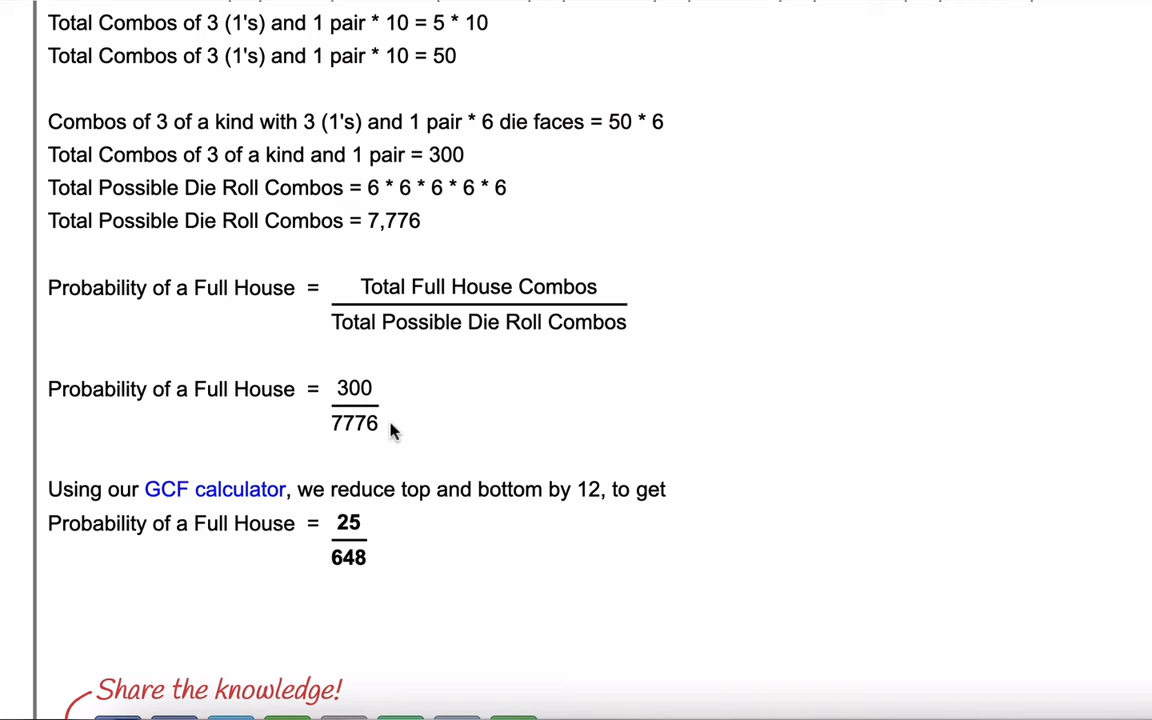 Total Combos of 3 (1's) and 1 pair * 10 = 5 * 10
Total Combos of 3 (1's) and 1 pair * 10 = 50
Combos of 3 of a kind with 3 (1's) and 1 pair * 6 die faces = 50 * 6
Total Combos of 3 of a kind and 1 pair = 300
Total Possible Die Roll Combos = 6 * 6 * 6 * 6 * 6
Total Possible Die Roll Combos = 7,776
Probability of a Full House =
Total Full House Combos
Total Possible Die Roll Combos
Probability of a Full House =
300
7776
Using our GCF calculator, we reduce top and bottom by 12, to get
Probability of a Full House =
25
648
Share the knowledge!